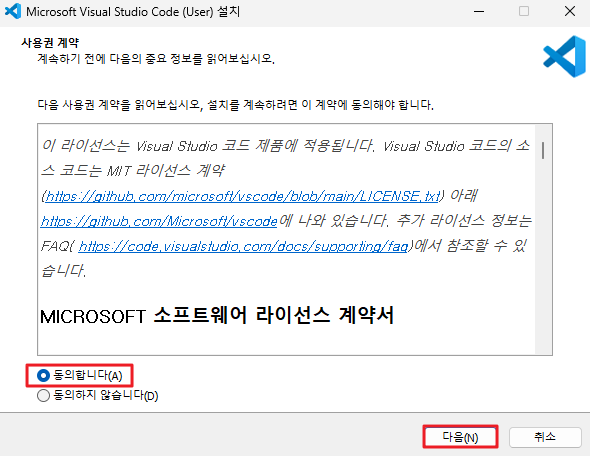 Microsoft Visual Studio Code (User) 설치
사용권 계약
계속하기 전에 다음의 중요 정보를 읽어보십시오.
다음 사용권 계약을 읽어보십시오, 설치를 계속하려면 이 계약에 동의해야 합니다.
이 라이선스는 Visual Studio 코드 제품에 적용됩니다. Visual Studio 코드의 소
스 코드는 MIT 라이선스 계약
(https://github.com/microsoft/vscode/blob/main/LICENSE.txt) 아래
https://github.com/Microsoft/vscode에 나와 있습니다. 추가 라이선스 정보는
FAQ( https://code.visualstudio.com/docs/supporting/faq)에서 참조할 수 있
습니다.
MICROSOFT 소프트웨어 라이선스 계약서
동의합니다(A)
동의하지 않습니다(D)
다음(N)
취소